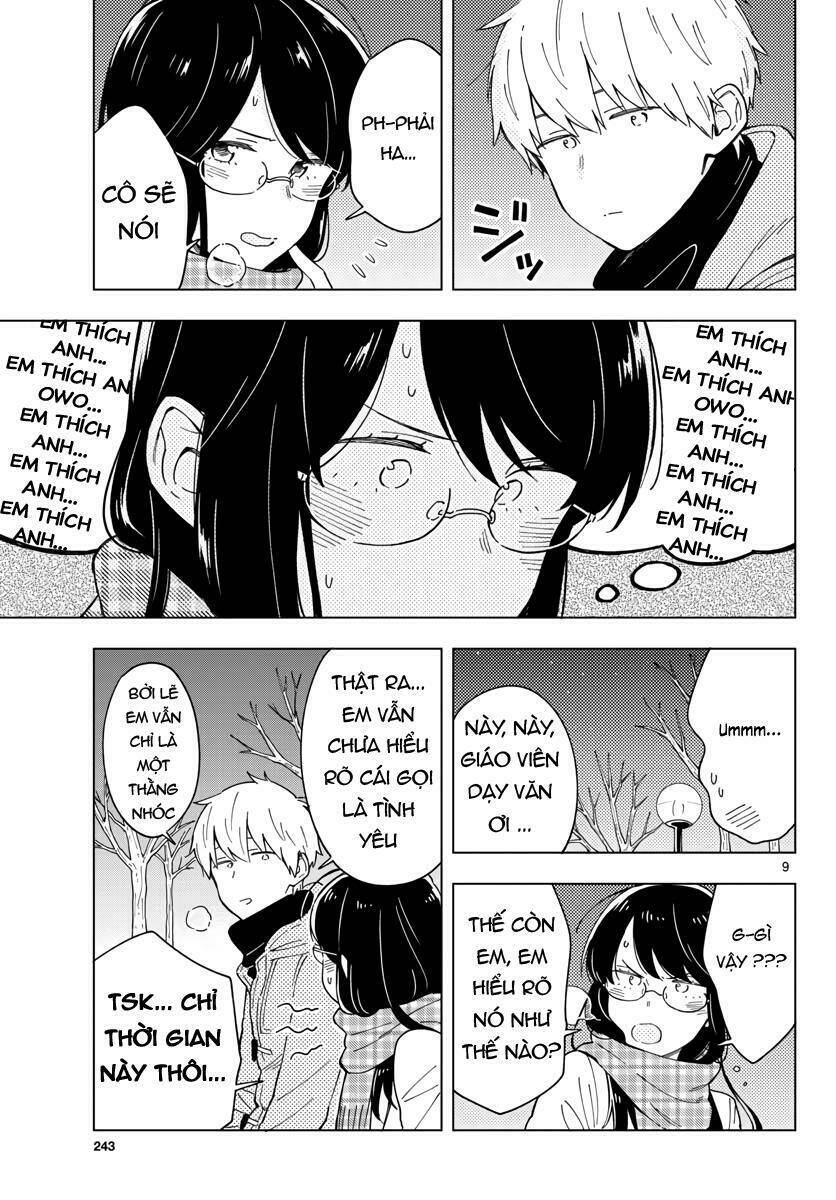 PH-PHẢI
HA...
CÔ SẼ
NÓI
ジッ
EM THÍCH
ANH...
EM THÍCH ANH
OWO...
EM THÍCH
ANH...
EM THÍCH
ANH...
EM THÍCH
ANH...
EM THÍCH
ANH...
EM THÍCH AN
OWO...
EM THÍCH
ANH...
EM THÍCH
ANH...
EM THÍCH
ANH...
UMMM...
NÀY, NÀY,
GIÁO VIÊN
DẠY VĂN
ƠI ...
9
G-GÌ
VẬY ???
THẾ CÒN
EM, EM
HIỂU RÕ
NÓ NHƯ
THẾ NÀO?
THẬT RA...
EM VẪN
CHƯA HIỂU
RÕ CÁI GỌI
LÀ TÌNH
YÊU
BỞI LẼ
EM VẪN
CHỈ LÀ
MỘT
THẰNG
NHÓC
TSK... CHỈ
THỜI GIAN
NÀY THÔI...
243